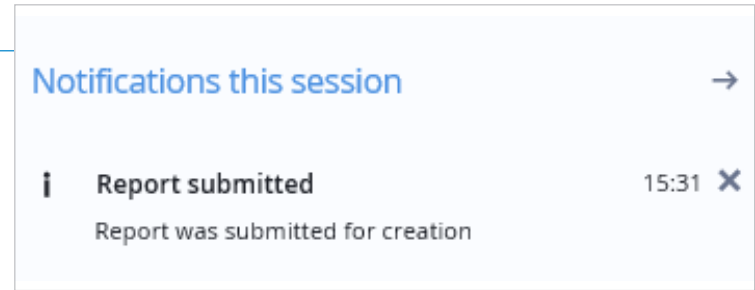 Notifications this session →
i Report submitted 15:31 ✕
Report was submitted for creation